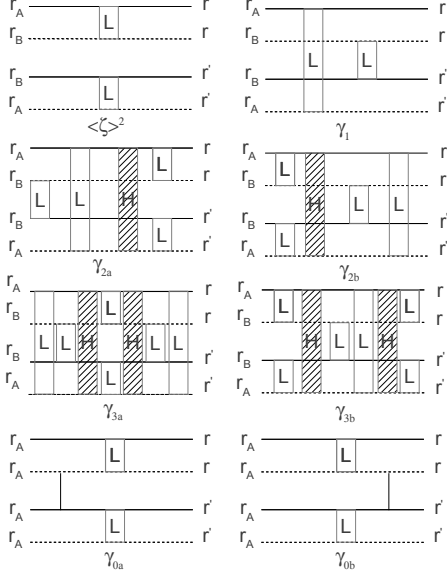 r_A r
L
r_B r
r_B r'
L
r_A r'
<ζ>²
r_A r
r_B r
L L
r_B r'
r_A r'
γ_1
r_A r
L
r_B r
L L H
r_B r'
L
r_A r'
γ_2a
r_A r
L
r_B r
H L L
r_B r'
L
r_A r'
γ_2b
r_A r
L
r_B r
L L H H L L
r_B r'
L
r_A r'
γ_3a
r_A r
L L
r_B r
H L L H
r_B r'
L L
r_A r'
γ_3b
r_A r
L
r_A r
r_A r'
L
r_A r'
γ_0a
r_A r
L
r_A r
r_A r'
L
r_A r'
γ_0b